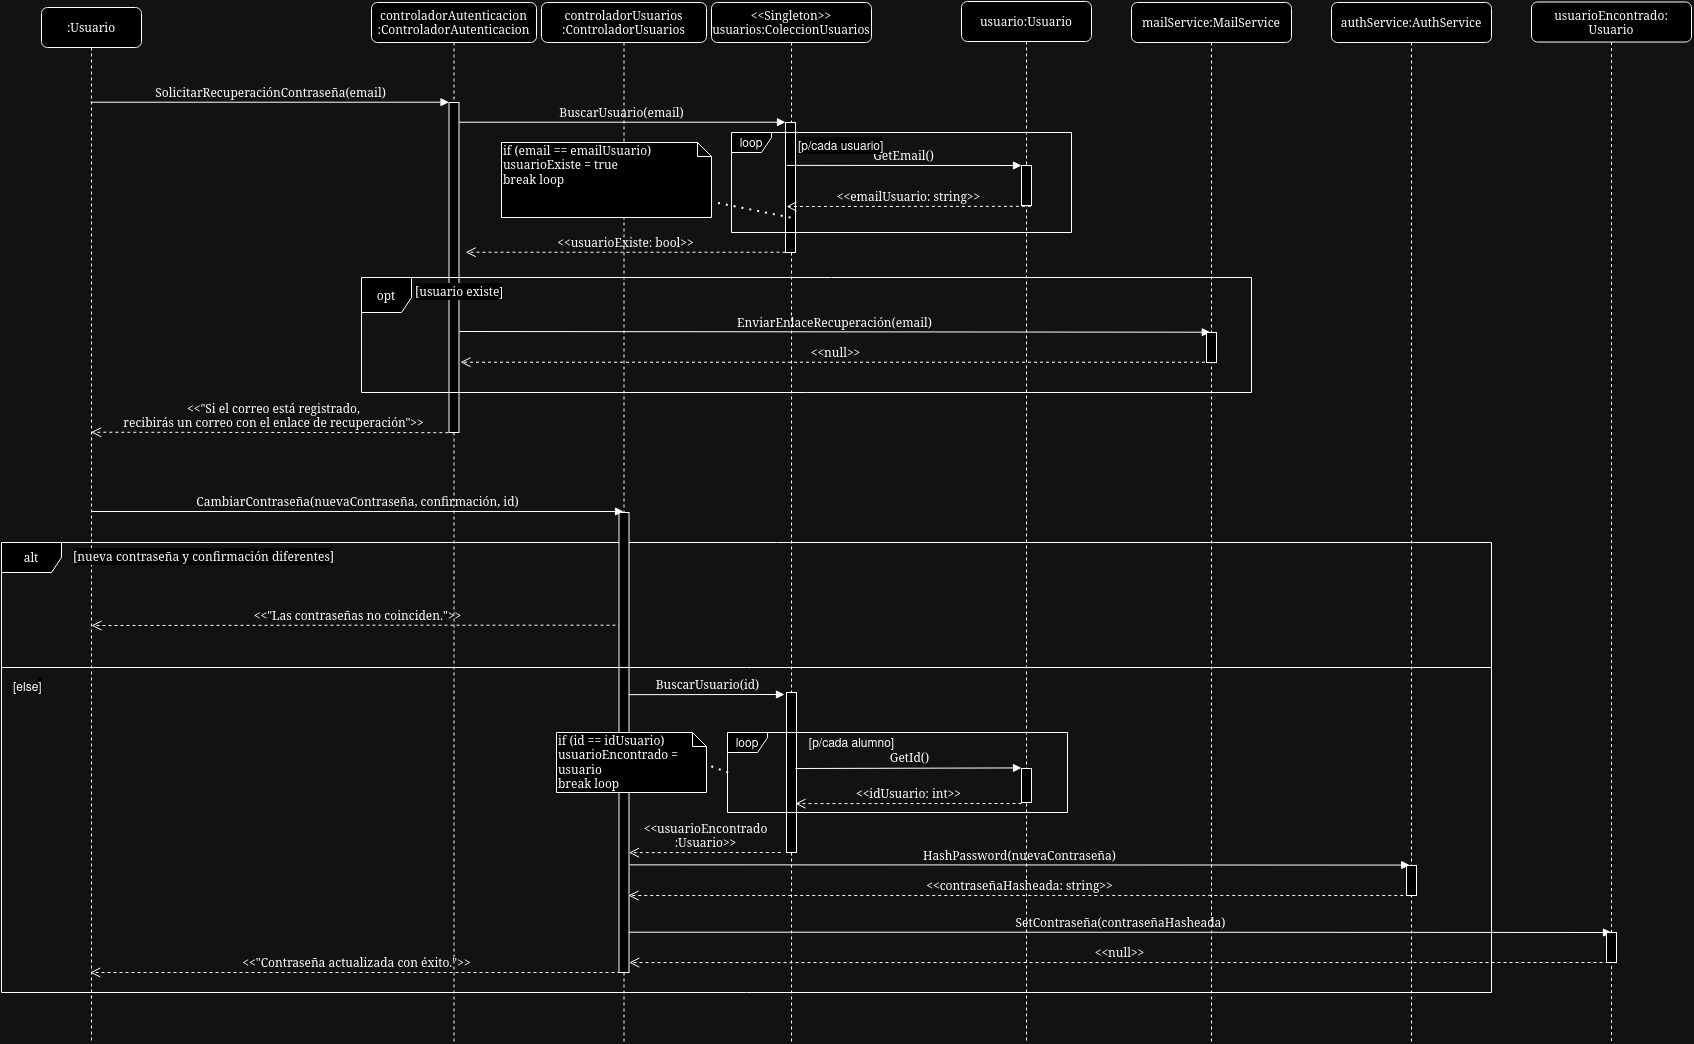 :Usuario
controladorAutenticacion
:ControladorAutenticacion
controladorUsuarios
:ControladorUsuarios
<<Singleton>>
usuarios:ColeccionUsuarios
usuario:Usuario
mailService:MailService
authService:AuthService
usuarioEncontrado:
Usuario
SolicitarRecuperaciónContraseña(email)
BuscarUsuario(email)
loop
[p/cada usuario]
if (email == emailUsuario)
usuarioExiste = true
break loop
GetEmail()
<<emailUsuario: string>>
<<usuarioExiste: bool>>
opt
[usuario existe]
EnviarEnlaceRecuperación(email)
<<null>>
<<"Si el correo está registrado,
recibirás un correo con el enlace de recuperación">>
CambiarContraseña(nuevaContraseña, confirmación, id)
alt
[nueva contraseña y confirmación diferentes]
<<"Las contraseñas no coinciden.">>
[else]
BuscarUsuario(id)
if (id == idUsuario)
usuarioEncontrado =
usuario
break loop
loop
[p/cada alumno]
GetId()
<<idUsuario: int>>
<<usuarioEncontrado
:Usuario>>
HashPassword(nuevaContraseña)
<<contraseñaHasheada: string>>
SetContraseña(contraseñaHasheada)
<<null>>
<<"Contraseña actualizada con éxito.">>